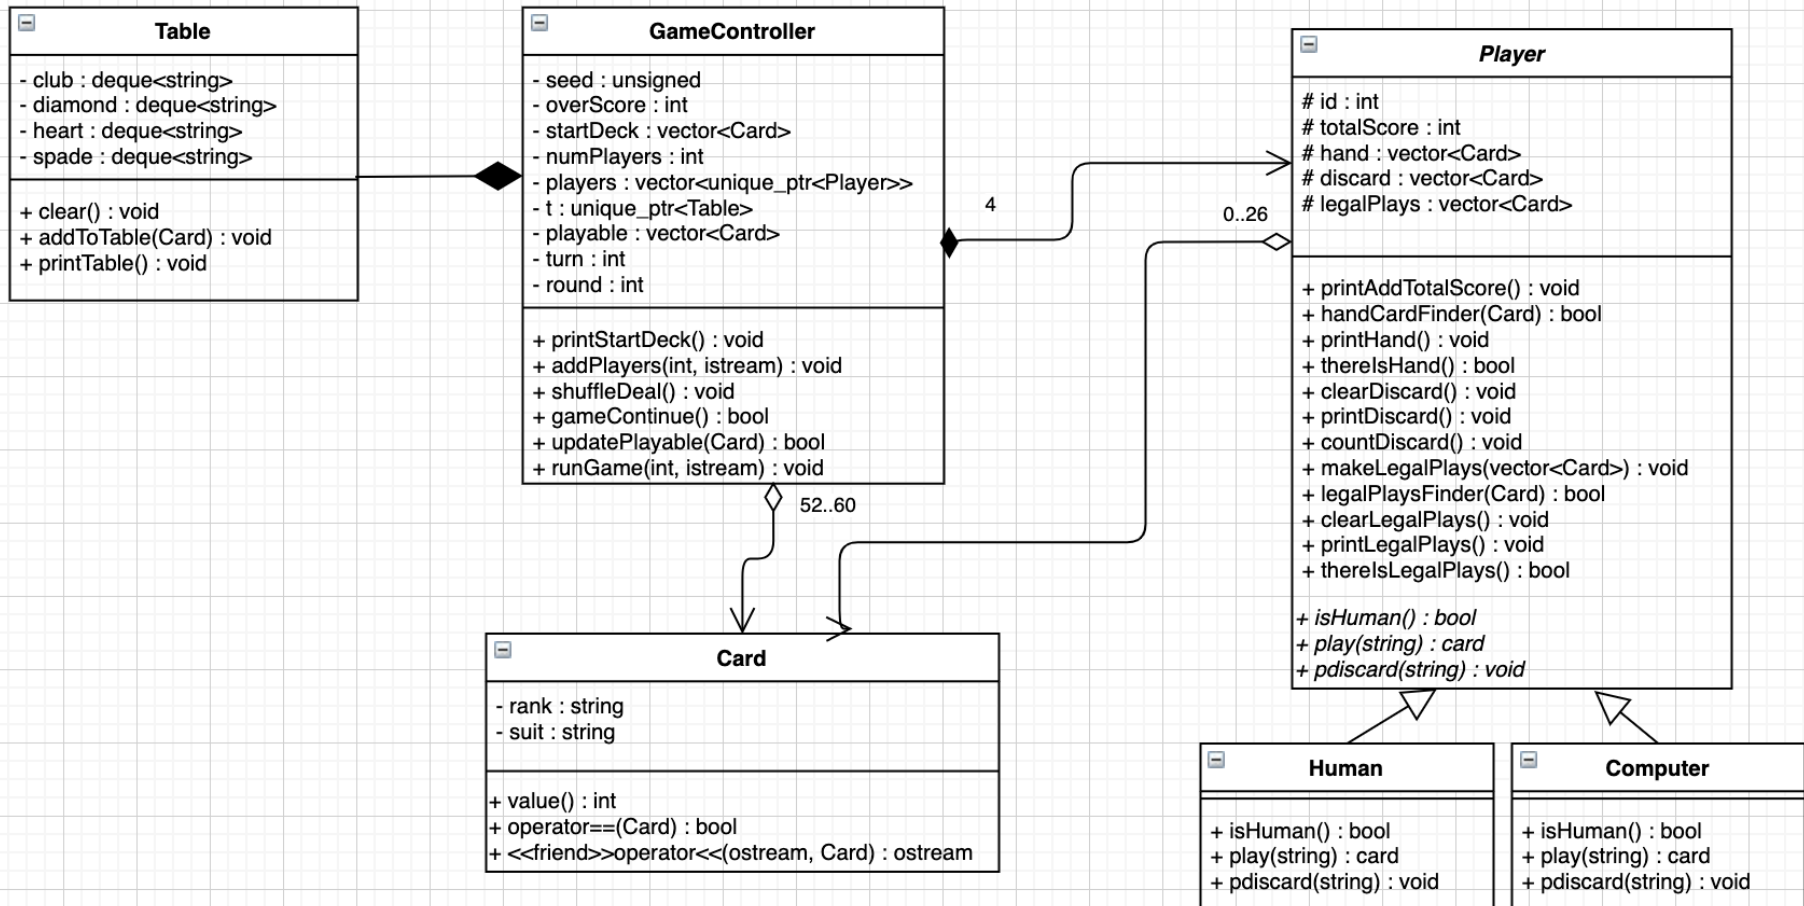 Table
- club : deque<string>
- diamond : deque<string>
- heart : deque<string>
- spade : deque<string>
+ clear() : void
+ addToTable(Card) : void
+ printTable() : void
GameController
- seed : unsigned
- overScore : int
- startDeck : vector<Card>
- numPlayers : int
- players : vector<unique_ptr<Player>>
- t : unique_ptr<Table>
- playable : vector<Card>
- turn : int
- round : int
+ printStartDeck() : void
+ addPlayers(int, istream) : void
+ shuffleDeal() : void
+ gameContinue() : bool
+ updatePlayable(Card) : bool
+ runGame(int, istream) : void
4
0..26
52..60
Player
# id : int
# totalScore : int
# hand : vector<Card>
# discard : vector<Card>
# legalPlays : vector<Card>
+ printAddTotalScore() : void
+ handCardFinder(Card) : bool
+ printHand() : void
+ thereIsHand() : bool
+ clearDiscard() : void
+ printDiscard() : void
+ countDiscard() : void
+ makeLegalPlays(vector<Card>) : void
+ legalPlaysFinder(Card) : bool
+ clearLegalPlays() : void
+ printLegalPlays() : void
+ thereIsLegalPlays() : bool
+ isHuman() : bool
+ play(string) : card
+ pdiscard(string) : void
Card
- rank : string
- suit : string
+ value() : int
+ operator==(Card) : bool
+ <<friend>>operator<<(ostream, Card) : ostream
Human
+ isHuman() : bool
+ play(string) : card
+ pdiscard(string) : void
Computer
+ isHuman() : bool
+ play(string) : card
+ pdiscard(string) : void